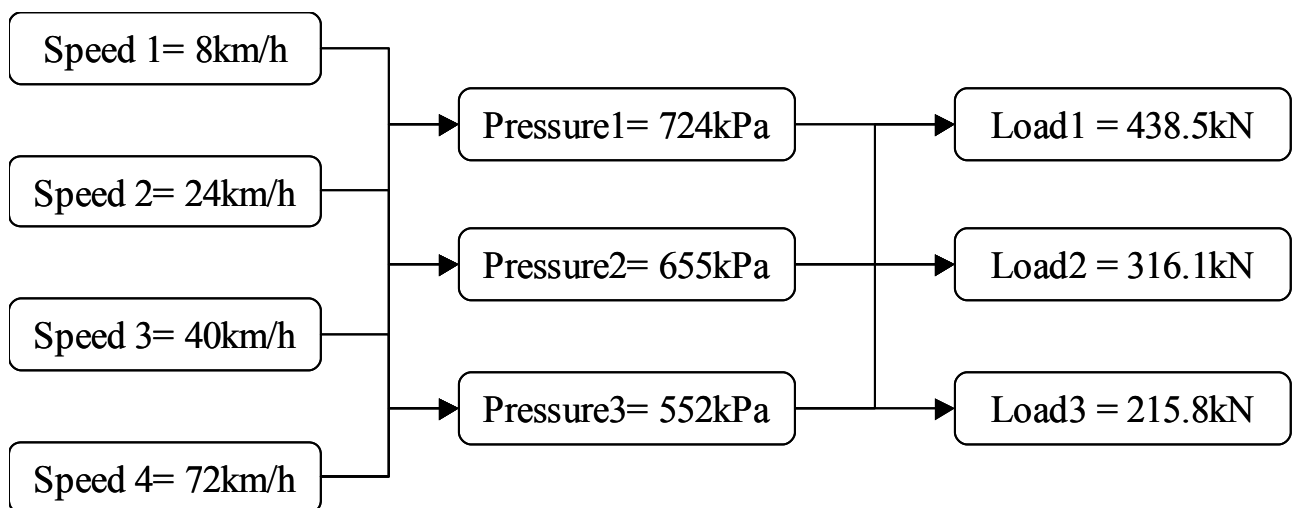 Speed 1= 8km/h
Speed 2= 24km/h
Speed 3= 40km/h
Speed 4= 72km/h
Pressure1= 724kPa
Pressure2= 655kPa
Pressure3= 552kPa
Load1 = 438.5kN
Load2 = 316.1kN
Load3 = 215.8kN